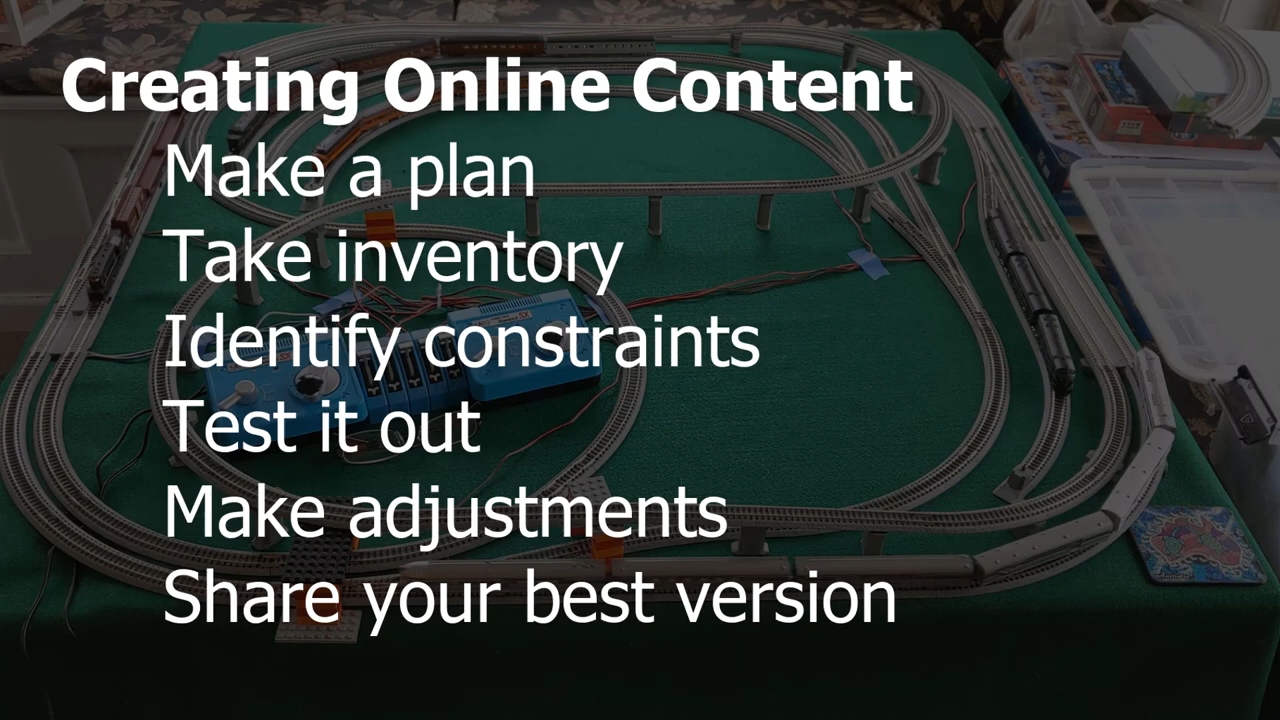 Creating Online Content
Make a plan
Take inventory
Identify constraints
Test it out
Make adjustments
Share your best version